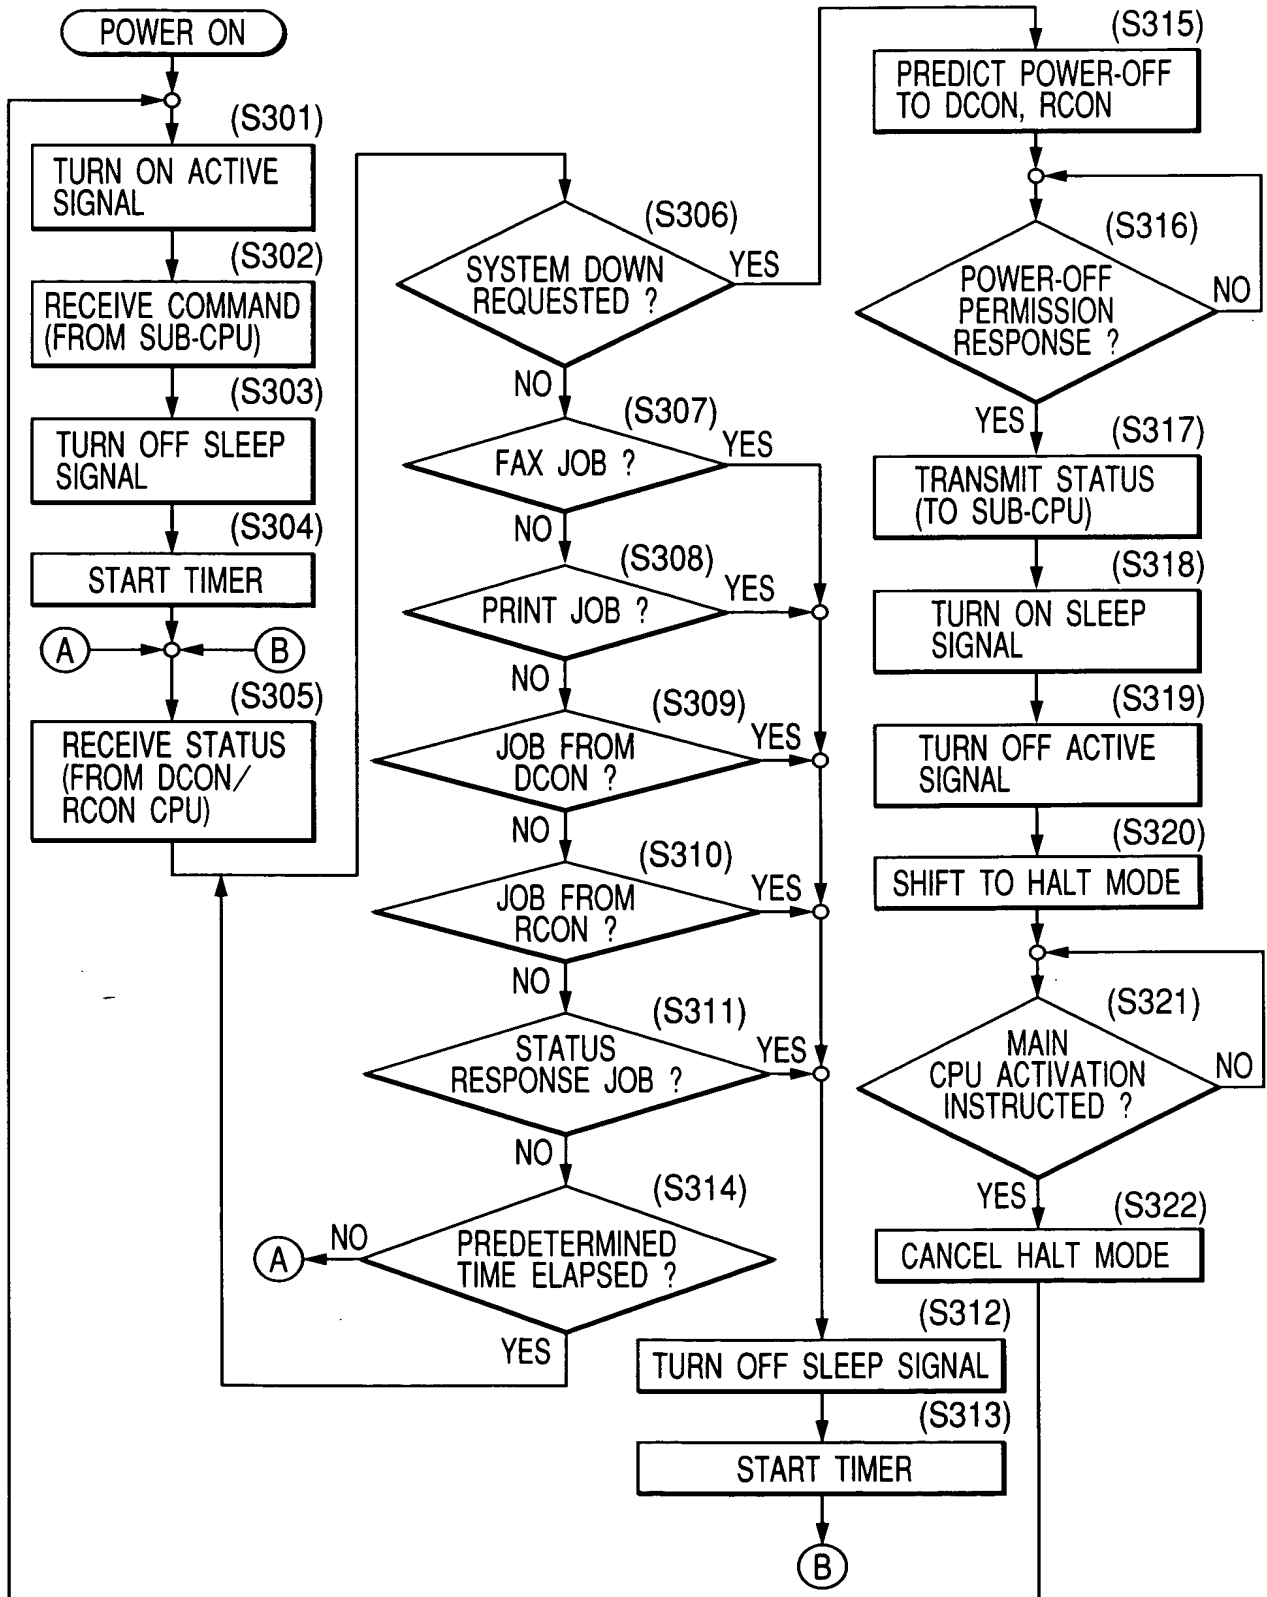 POWER ON
(S301)
TURN ON ACTIVE
SIGNAL
(S302)
RECEIVE COMMAND
(FROM SUB-CPU)
(S303)
TURN OFF SLEEP
SIGNAL
(S304)
START TIMER
A
B
(S305)
RECEIVE STATUS
(FROM DCON/
RCON CPU)
(S306)
SYSTEM DOWN
REQUESTED ?
YES
NO
(S307)
FAX JOB ?
YES
NO
(S308)
PRINT JOB ?
YES
NO
(S309)
JOB FROM
DCON ?
YES
NO
(S310)
JOB FROM
RCON ?
YES
NO
(S311)
STATUS
RESPONSE JOB ?
YES
NO
(S314)
PREDETERMINED
TIME ELAPSED ?
NO
A
YES
(S312)
TURN OFF SLEEP SIGNAL
(S313)
START TIMER
B
(S315)
PREDICT POWER-OFF
TO DCON, RCON
(S316)
POWER-OFF
PERMISSION
RESPONSE ?
NO
YES
(S317)
TRANSMIT STATUS
(TO SUB-CPU)
(S318)
TURN ON SLEEP
SIGNAL
(S319)
TURN OFF ACTIVE
SIGNAL
(S320)
SHIFT TO HALT MODE
(S321)
MAIN
CPU ACTIVATION
INSTRUCTED ?
NO
YES
(S322)
CANCEL HALT MODE